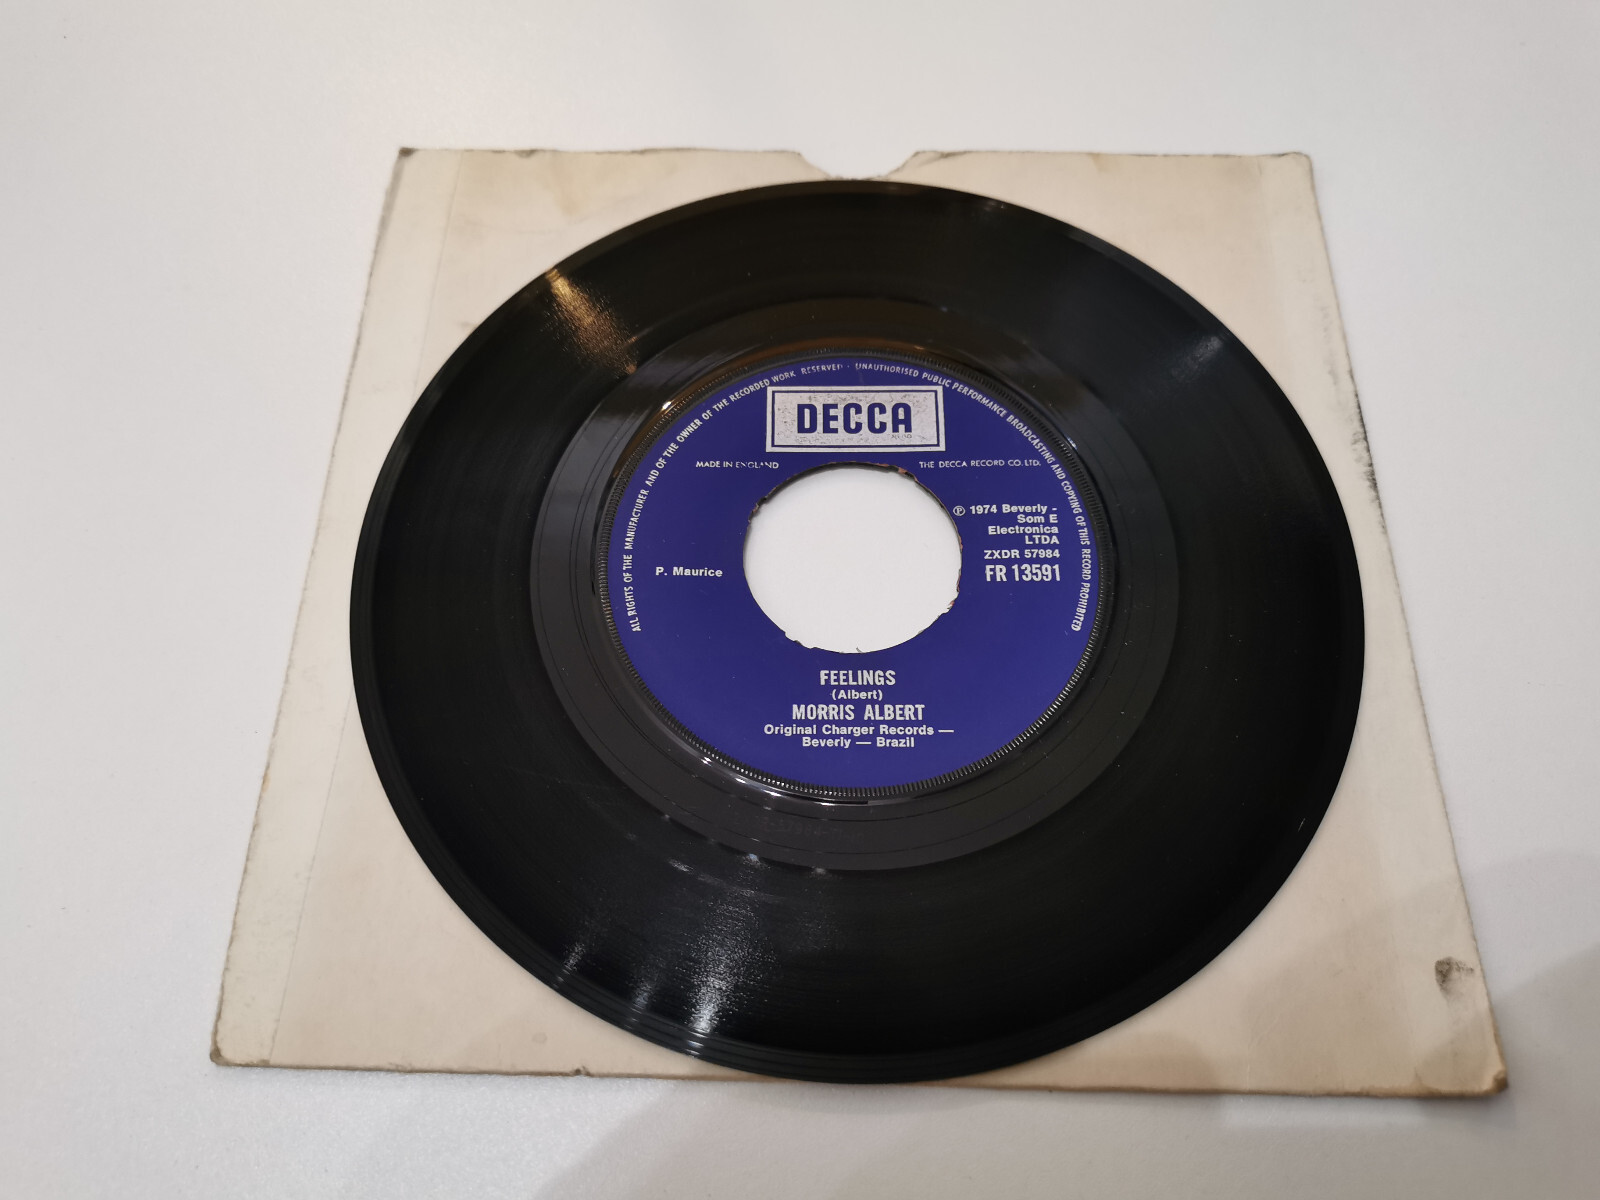 ALL RIGHTS OF THE MANUFACTURER AND OF THE OWNER OF THE RECORDED WORK RESERVED · UNAUTHORISED PUBLIC PERFORMANCE BROADCASTING AND COPYING OF THIS RECORD PROHIBITED
DECCA
MADE IN ENGLAND
THE DECCA RECORD CO. LTD.
℗ 1974 Beverly -
Som E
Electronica
LTDA
ZXDR 57984
FR 13591
P. Maurice
FEELINGS
(Albert)
MORRIS ALBERT
Original Charger Records —
Beverly — Brazil